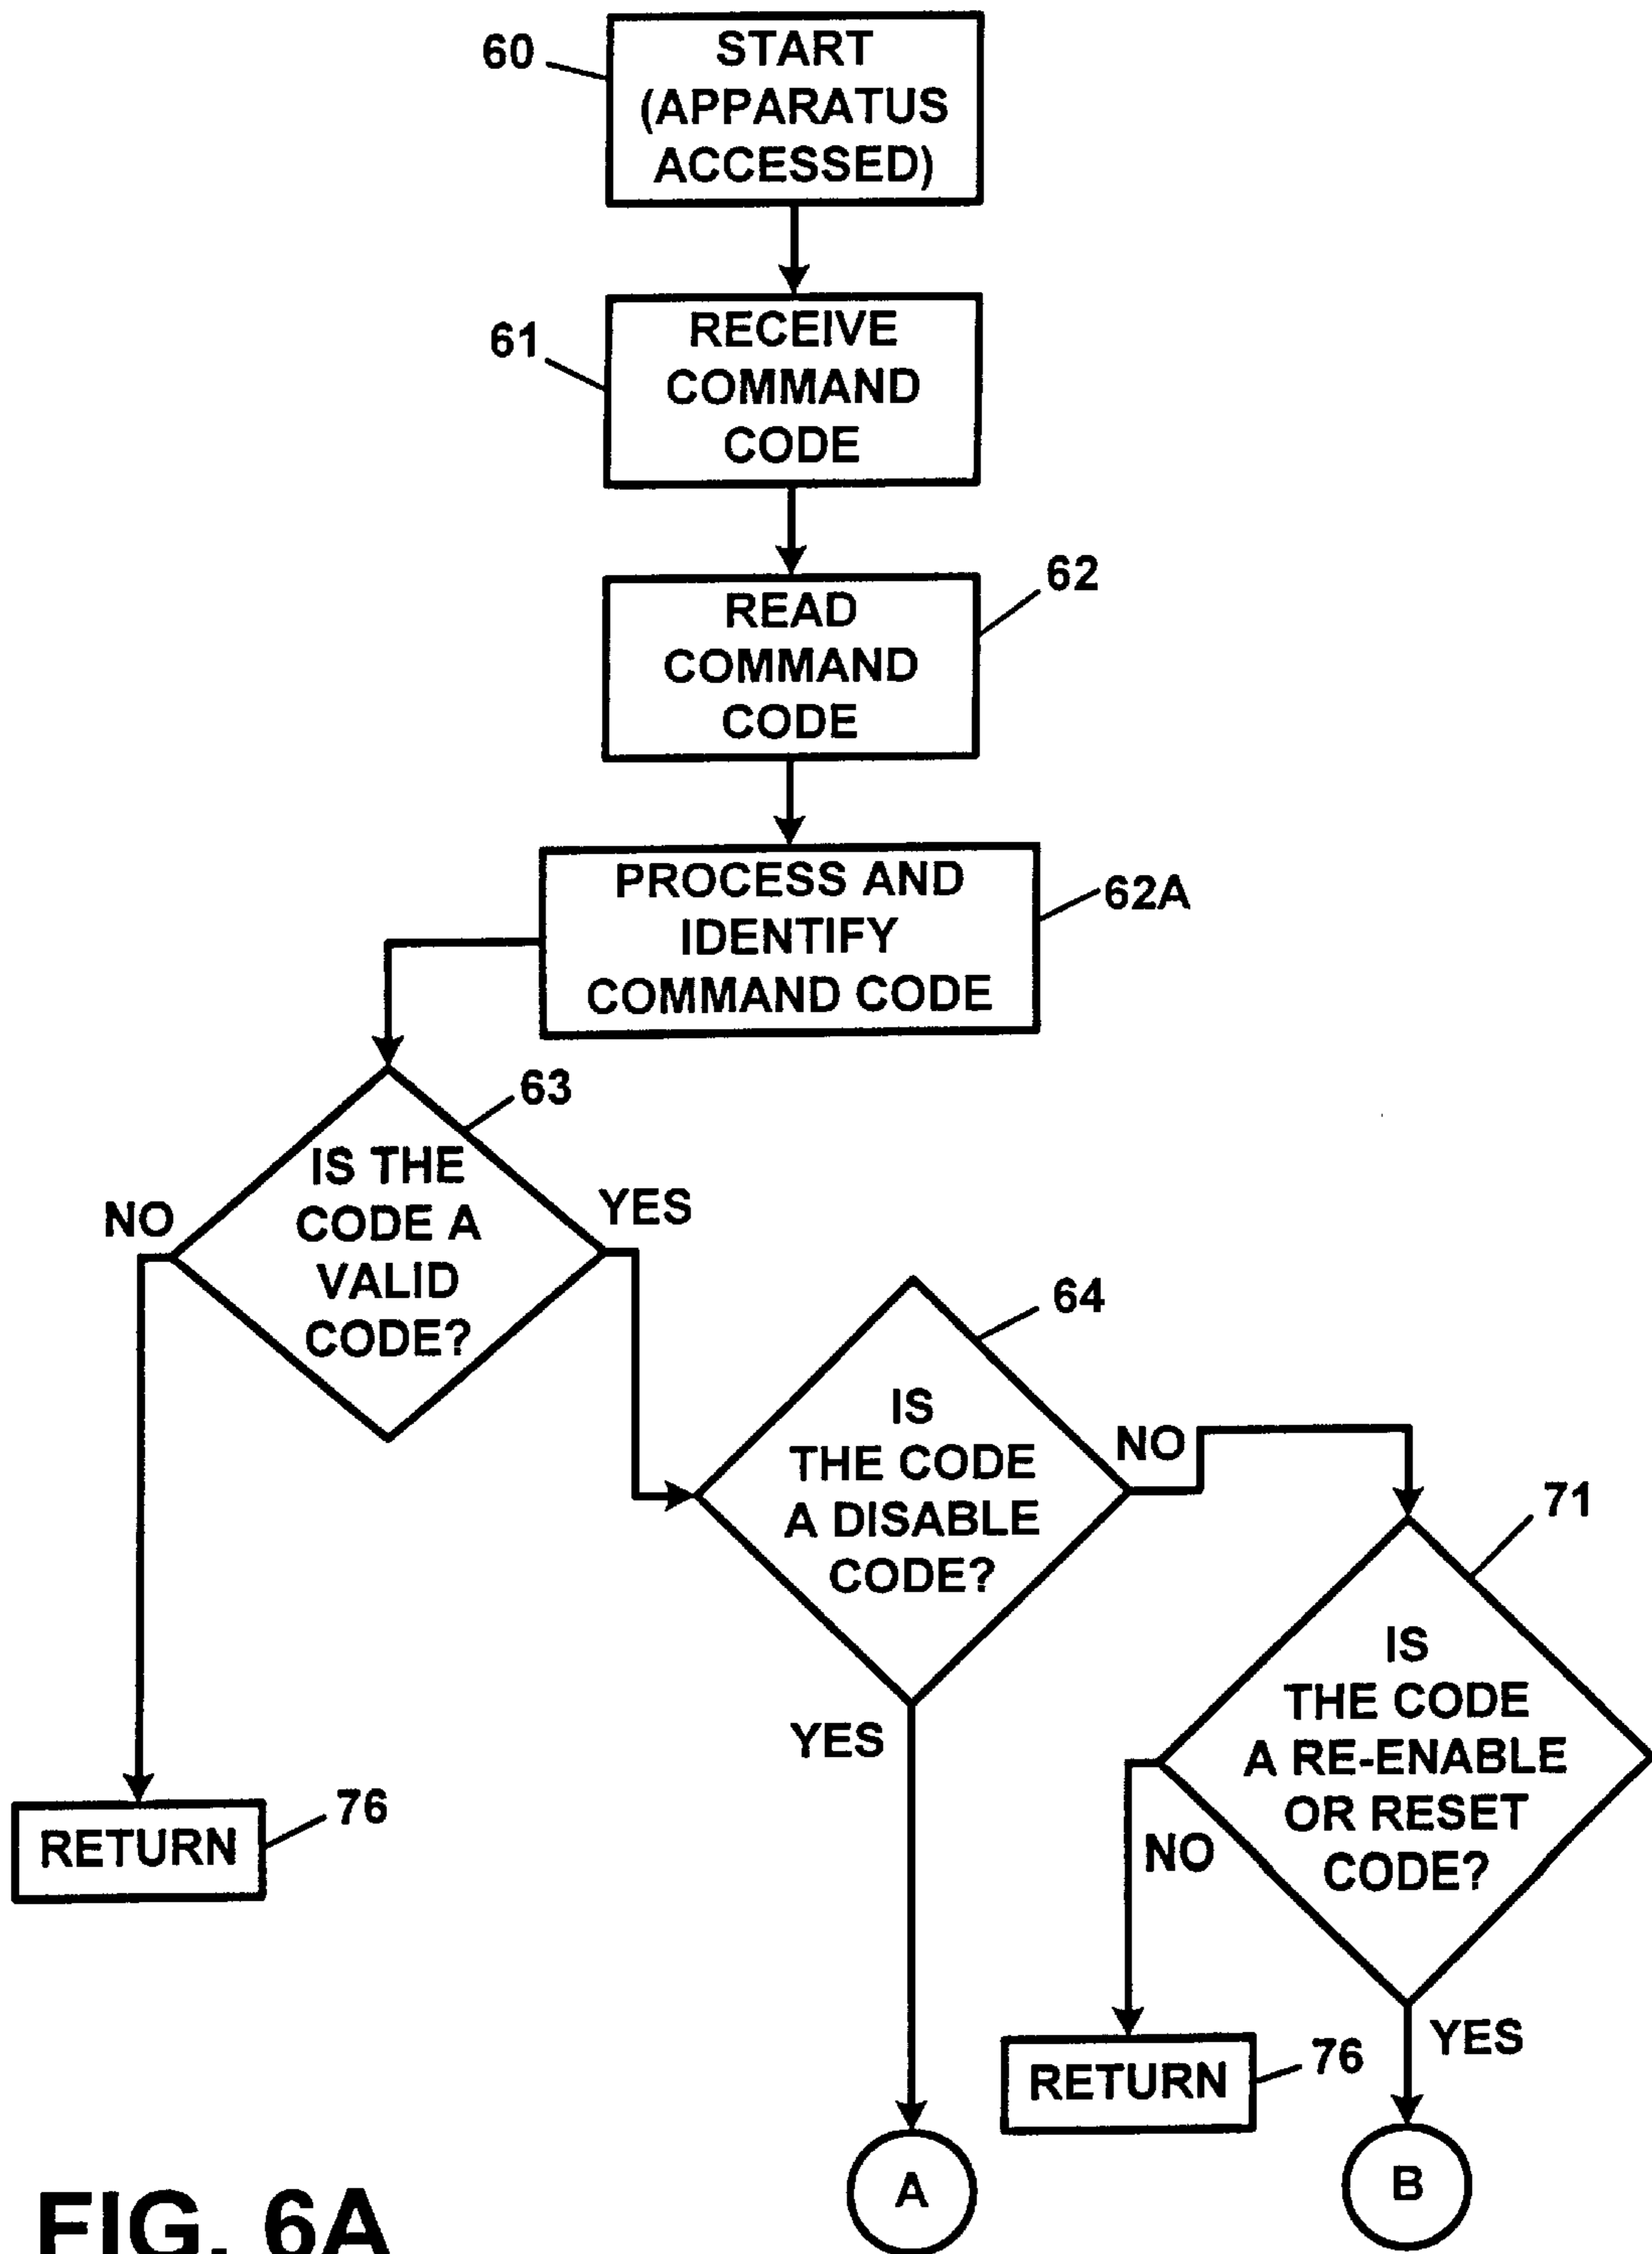 60
START
(APPARATUS
ACCESSED)
61
RECEIVE
COMMAND
CODE
62
READ
COMMAND
CODE
62A
PROCESS AND
IDENTIFY
COMMAND CODE
63
IS THE
CODE A
VALID
CODE?
NO
YES
64
IS
THE CODE
A DISABLE
CODE?
NO
YES
71
IS
THE CODE
A RE-ENABLE
OR RESET
CODE?
NO
YES
RETURN
76
RETURN
76
A
B
FIG. 6A